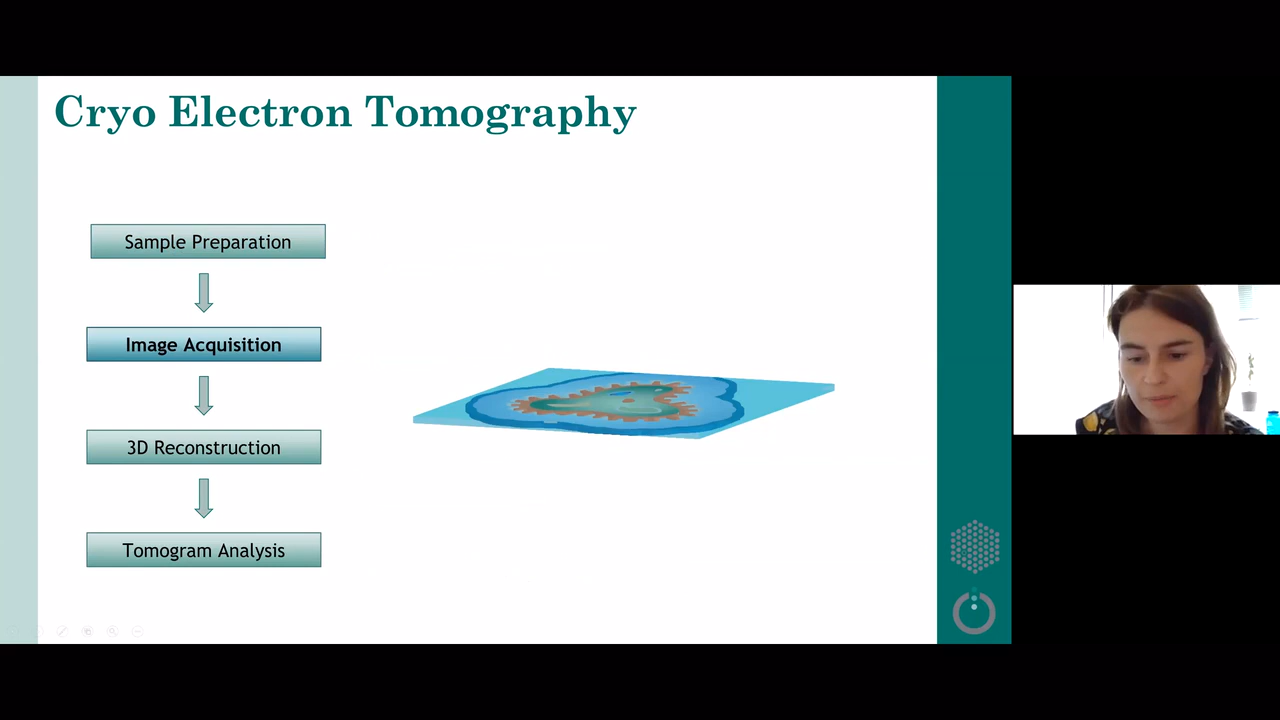 Cryo Electron Tomography
Sample Preparation
Image Acquisition
3D Reconstruction
Tomogram Analysis